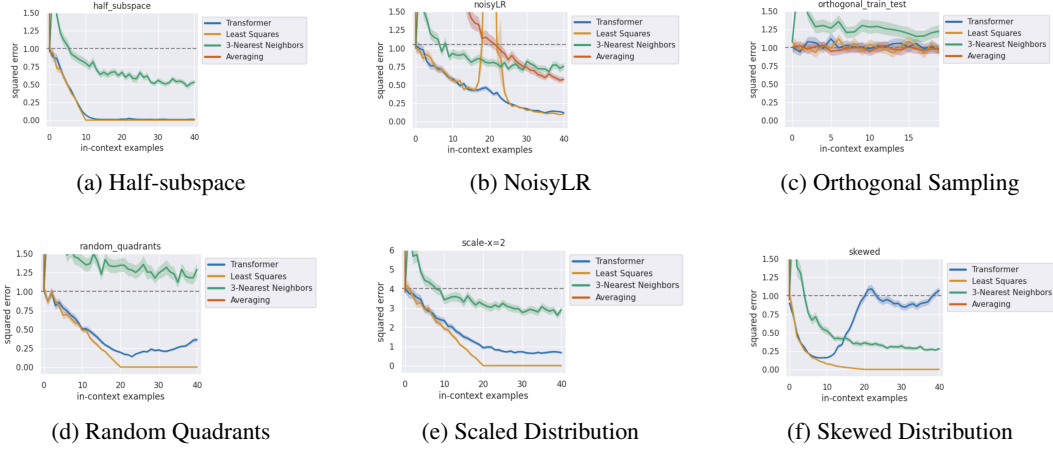 half_subspace
squared error
1.50
1.25
1.00
0.75
0.50
0.25
0.00
0 10 20 30 40
in-context examples
Transformer
Least Squares
3-Nearest Neighbors
Averaging
(a) Half-subspace
noisyLR
squared error
1.50
1.25
1.00
0.75
0.50
0.25
0.00
0 10 20 30 40
in-context examples
Transformer
Least Squares
3-Nearest Neighbors
Averaging
(b) NoisyLR
orthogonal_train_test
squared error
1.50
1.25
1.00
0.75
0.50
0.25
0.00
0 5 10 15
in-context examples
Transformer
Least Squares
3-Nearest Neighbors
Averaging
(c) Orthogonal Sampling
random_quadrants
squared error
1.50
1.25
1.00
0.75
0.50
0.25
0.00
0 10 20 30 40
in-context examples
Transformer
Least Squares
3-Nearest Neighbors
Averaging
(d) Random Quadrants
scale-x=2
squared error
6
5
4
3
2
1
0
0 10 20 30 40
in-context examples
Transformer
Least Squares
3-Nearest Neighbors
Averaging
(e) Scaled Distribution
skewed
squared error
1.50
1.25
1.00
0.75
0.50
0.25
0.00
0 10 20 30 40
in-context examples
Transformer
Least Squares
3-Nearest Neighbors
Averaging
(f) Skewed Distribution